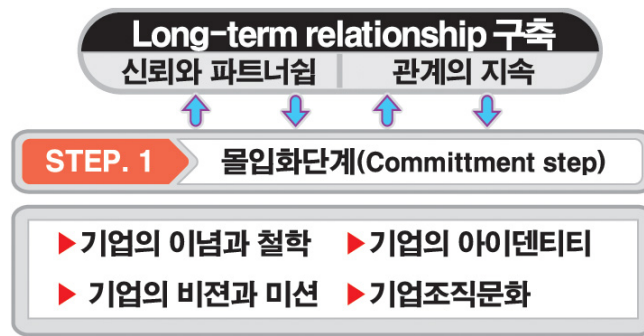 Long-term relationship 구축
신뢰와 파트너쉽 관계의 지속
STEP. 1 몰입화단계(Committment step)
▶기업의 이념과 철학 ▶기업의 아이덴티티
▶ 기업의 비젼과 미션 ▶기업조직문화